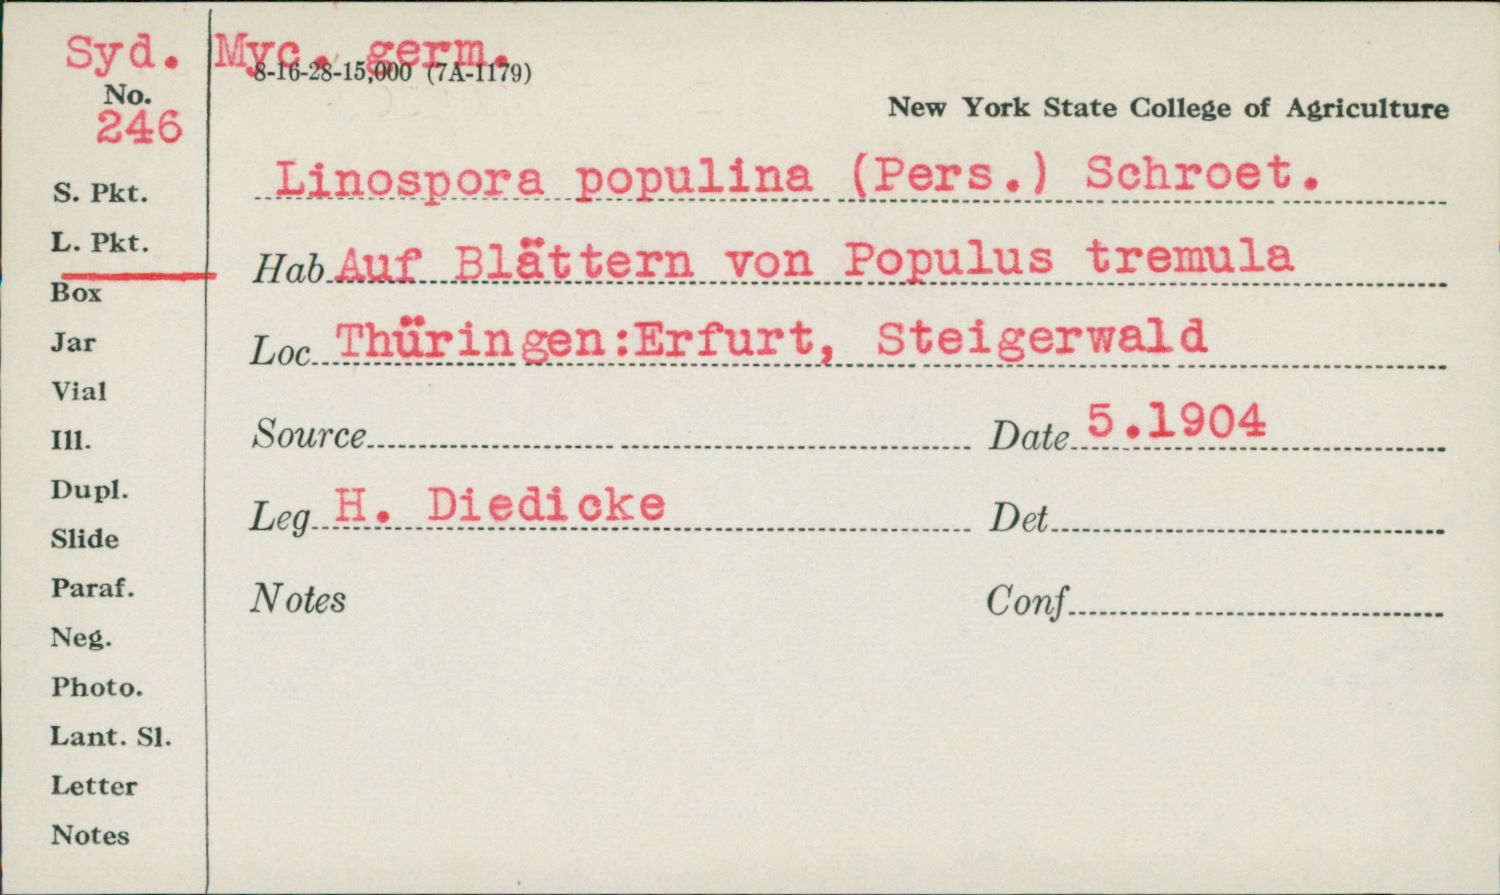 Syd. Myc. germ.
8-16-28-15,000 (7A-1179)
No.
246
New York State College of Agriculture
Linospora populina (Pers.) Schroet.
S. Pkt.
L. Pkt.
Hab Auf Blättern von Populus tremula
Box
Loc Thüringen:Erfurt, Steigerwald
Jar
Vial
Ill.
Source
Date 5.1904
Dupl.
Leg H. Diedicke
Det
Slide
Paraf.
Notes
Conf
Neg.
Photo.
Lant. Sl.
Letter
Notes